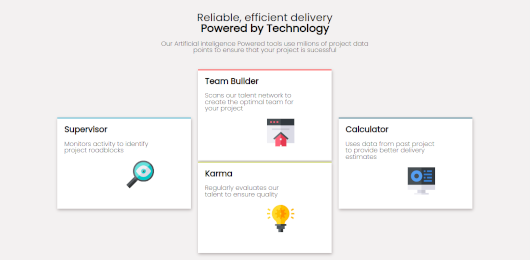 Reliable, efficient delivery
Powered by Technology
Our Artificial Inteligence Powered tools use milions of project data
points to ensure that your project is sucessful
Team Builder
Scans our talent network to
create the optimal team for
your project
Supervisor
Monitors activity to identify
project roadblocks
Calculator
Uses data from past project
to provide better delivery
estimates
Karma
Regularly evaluates our
talent to ensure quality